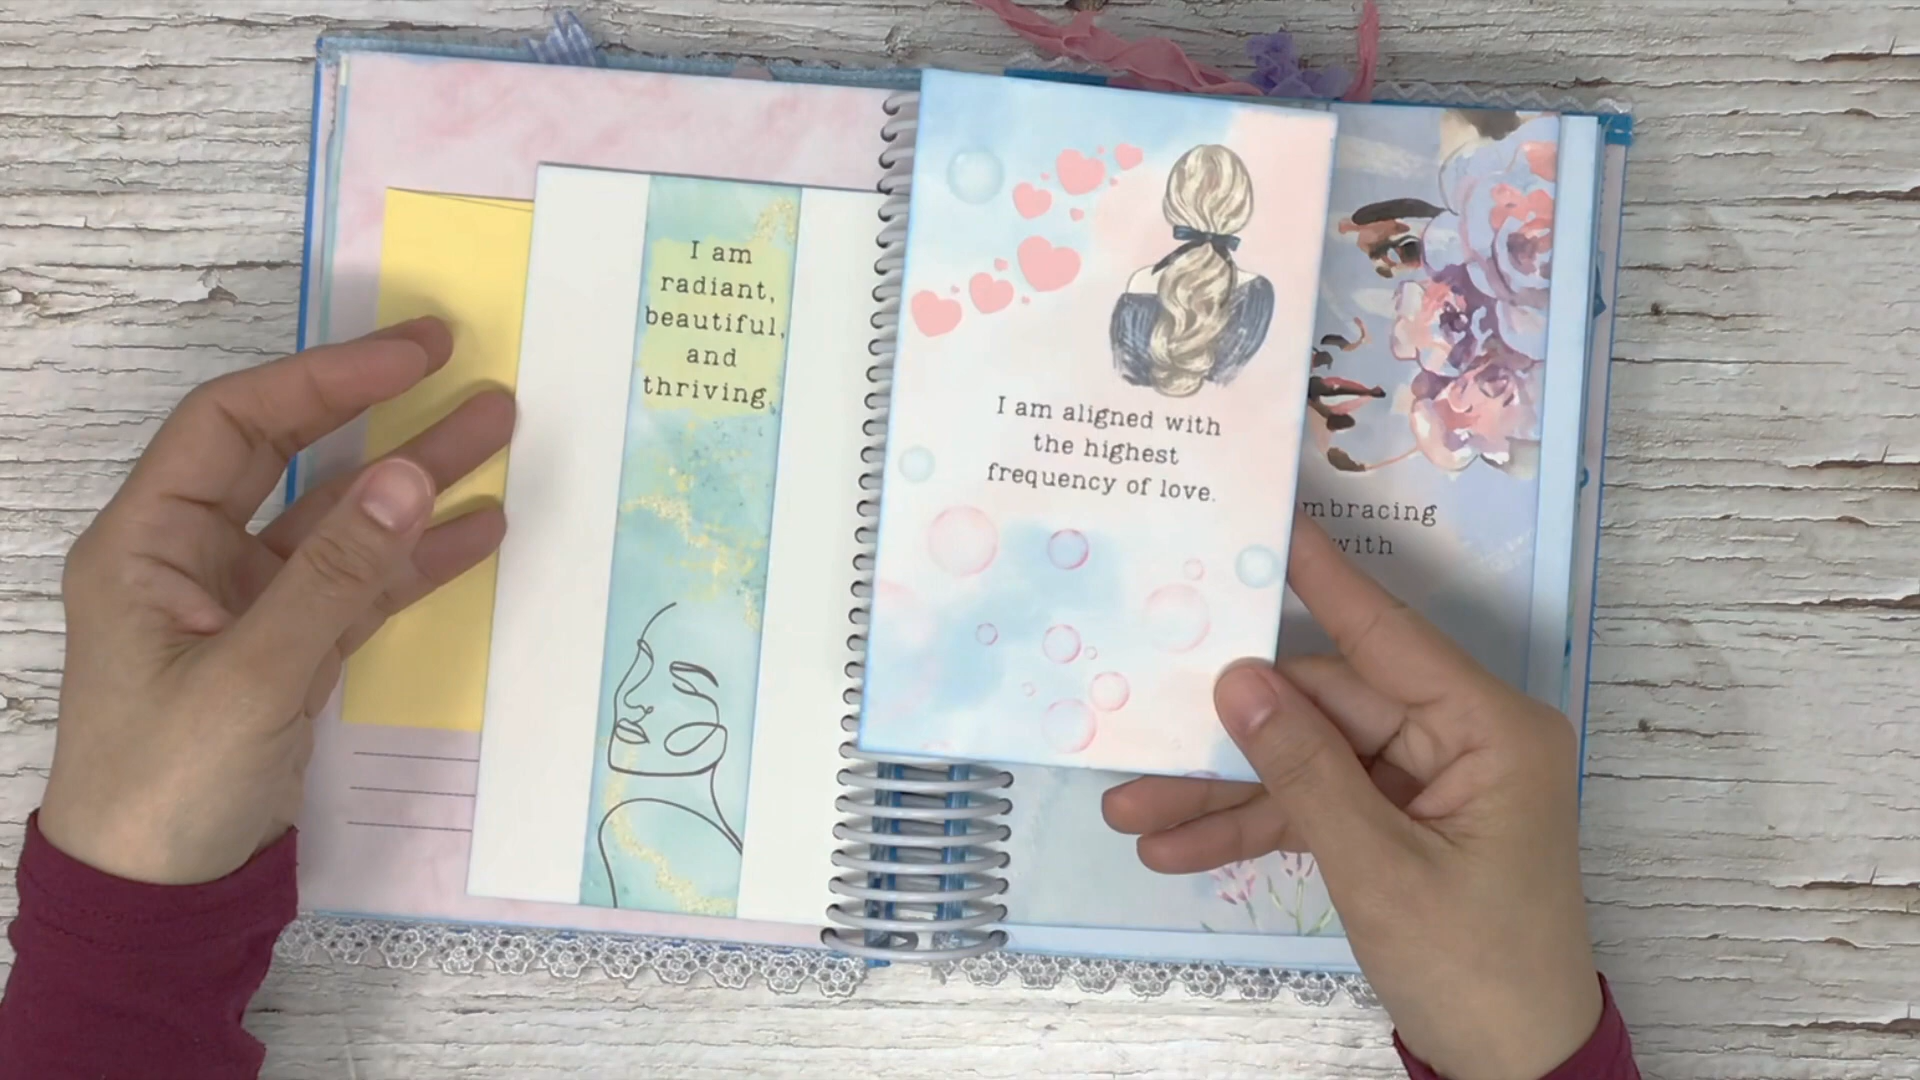 I am
radiant,
beautiful,
and
thriving.
I am aligned with
the highest
frequency of love.
mbracing
with